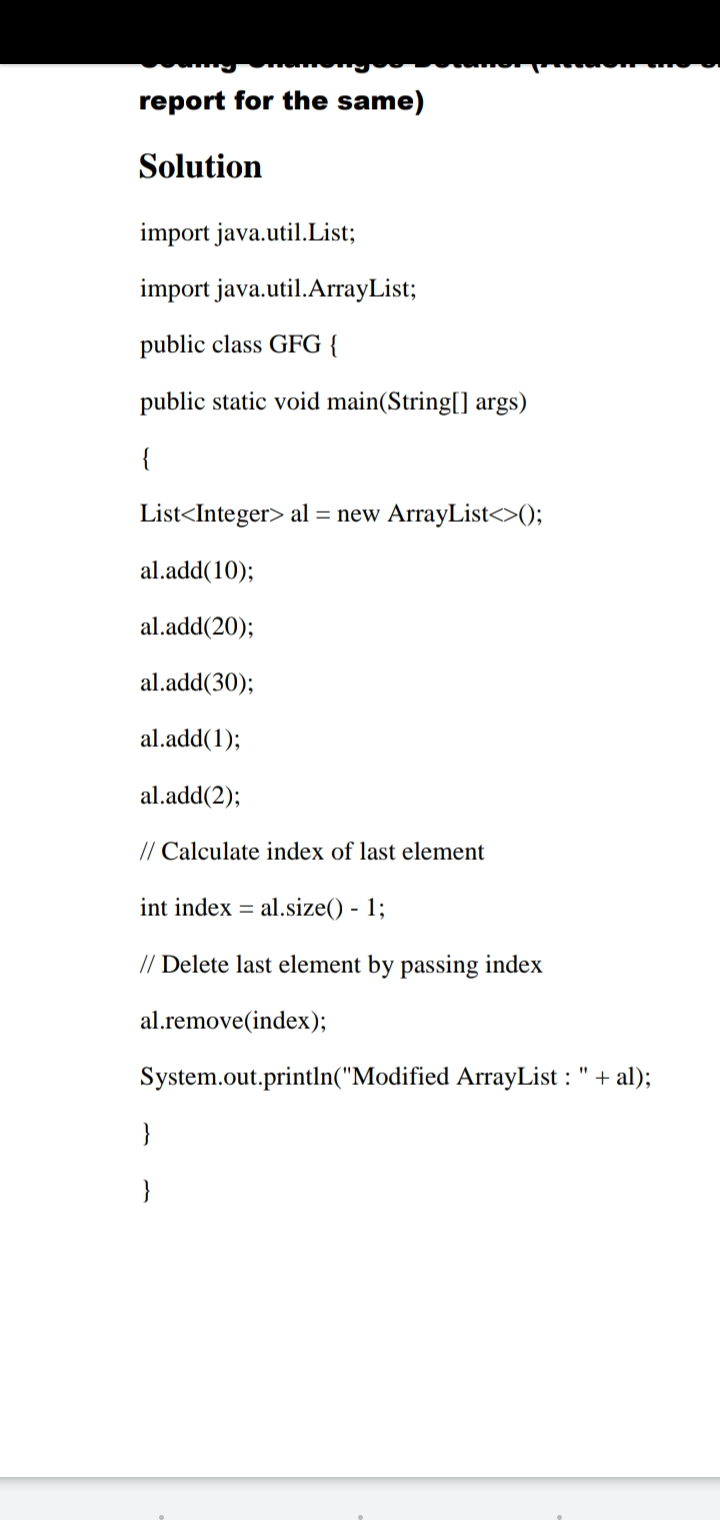 report for the same)
Solution
import java.util.List;
import java.util.ArrayList;
public class GFG {
public static void main(String[] args)
{
List<Integer> al = new ArrayList<>();
al.add(10);
al.add(20);
al.add(30);
al.add(1);
al.add(2);
// Calculate index of last element
int index = al.size() - 1;
// Delete last element by passing index
al.remove(index);
System.out.println("Modified ArrayList : " + al);
}
}